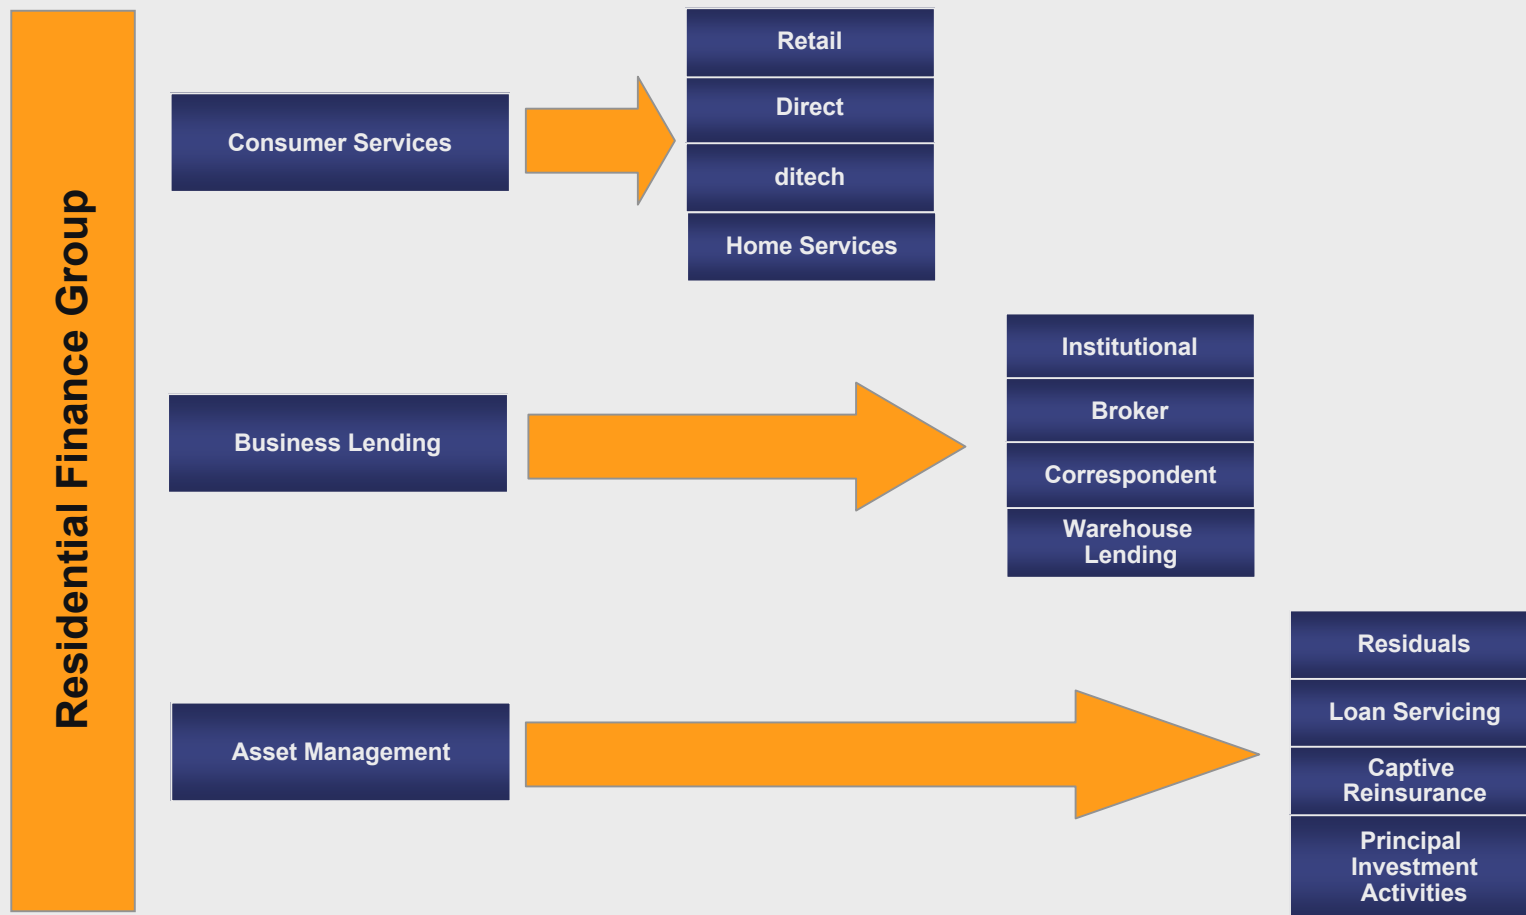 Residential Finance Group
Consumer Services
Retail
Direct
ditech
Home Services
Business Lending
Institutional
Broker
Correspondent
Warehouse
Lending
Asset Management
Residuals
Loan Servicing
Captive
Reinsurance
Principal
Investment
Activities